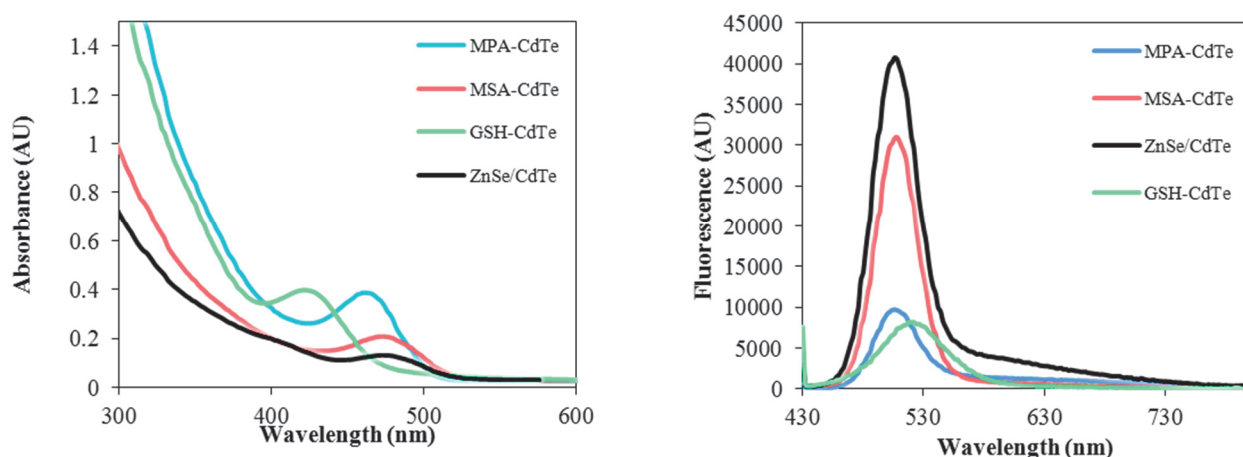 1.4
1.2
1
0.8
0.6
0.4
0.2
0
300
400
500
600
Absorbance (AU)
Wavelength (nm)
MPA-CdTe
MSA-CdTe
GSH-CdTe
ZnSe/CdTe
45000
40000
35000
30000
25000
20000
15000
10000
5000
0
430
530
630
730
Fluorescence (AU)
Wavelength (nm)
MPA-CdTe
MSA-CdTe
ZnSe/CdTe
GSH-CdTe